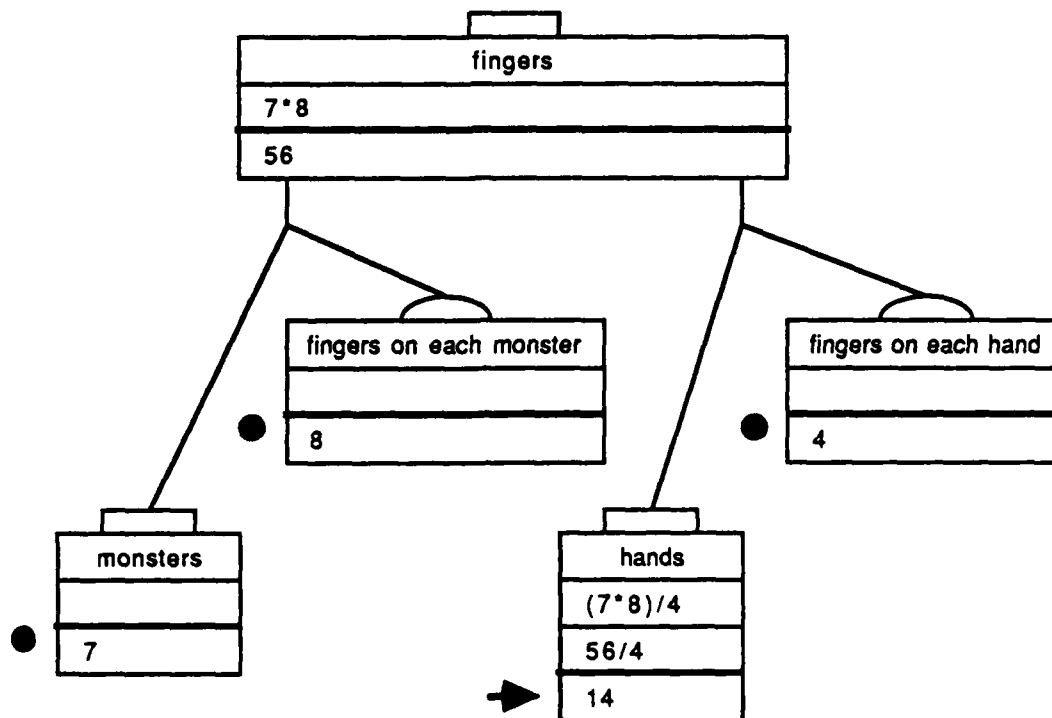 fingers
7*8
56
fingers on each monster
8
fingers on each hand
4
monsters
7
hands
(7*8)/4
56/4
14